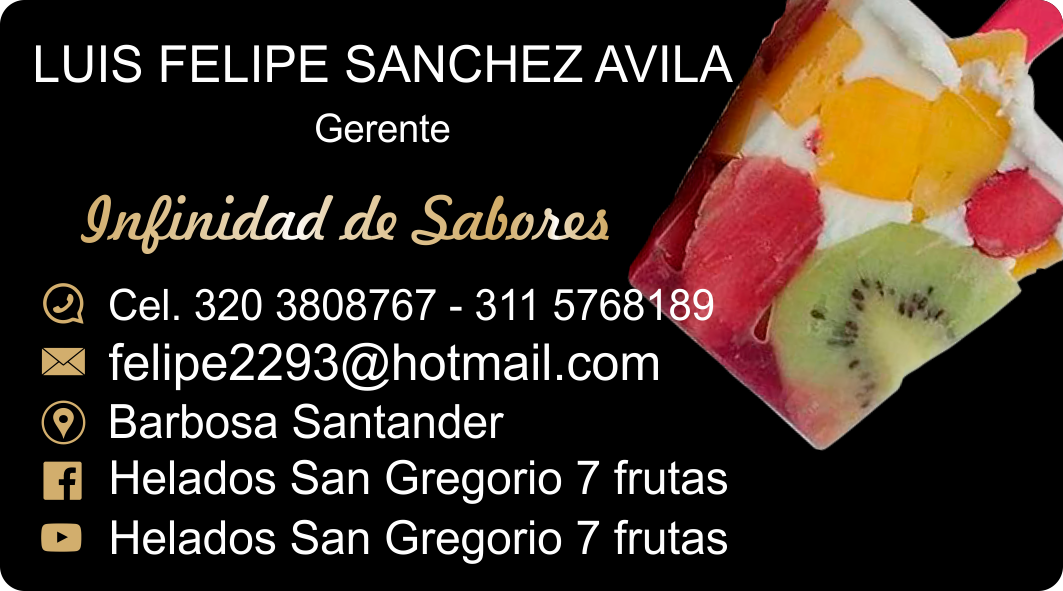 LUIS FELIPE SANCHEZ AVILA
Gerente
Infinidad de Sabores
Cel. 320 3808767 - 311 5768189
felipe2293@hotmail.com
Barbosa Santander
Helados San Gregorio 7 frutas
Helados San Gregorio 7 frutas